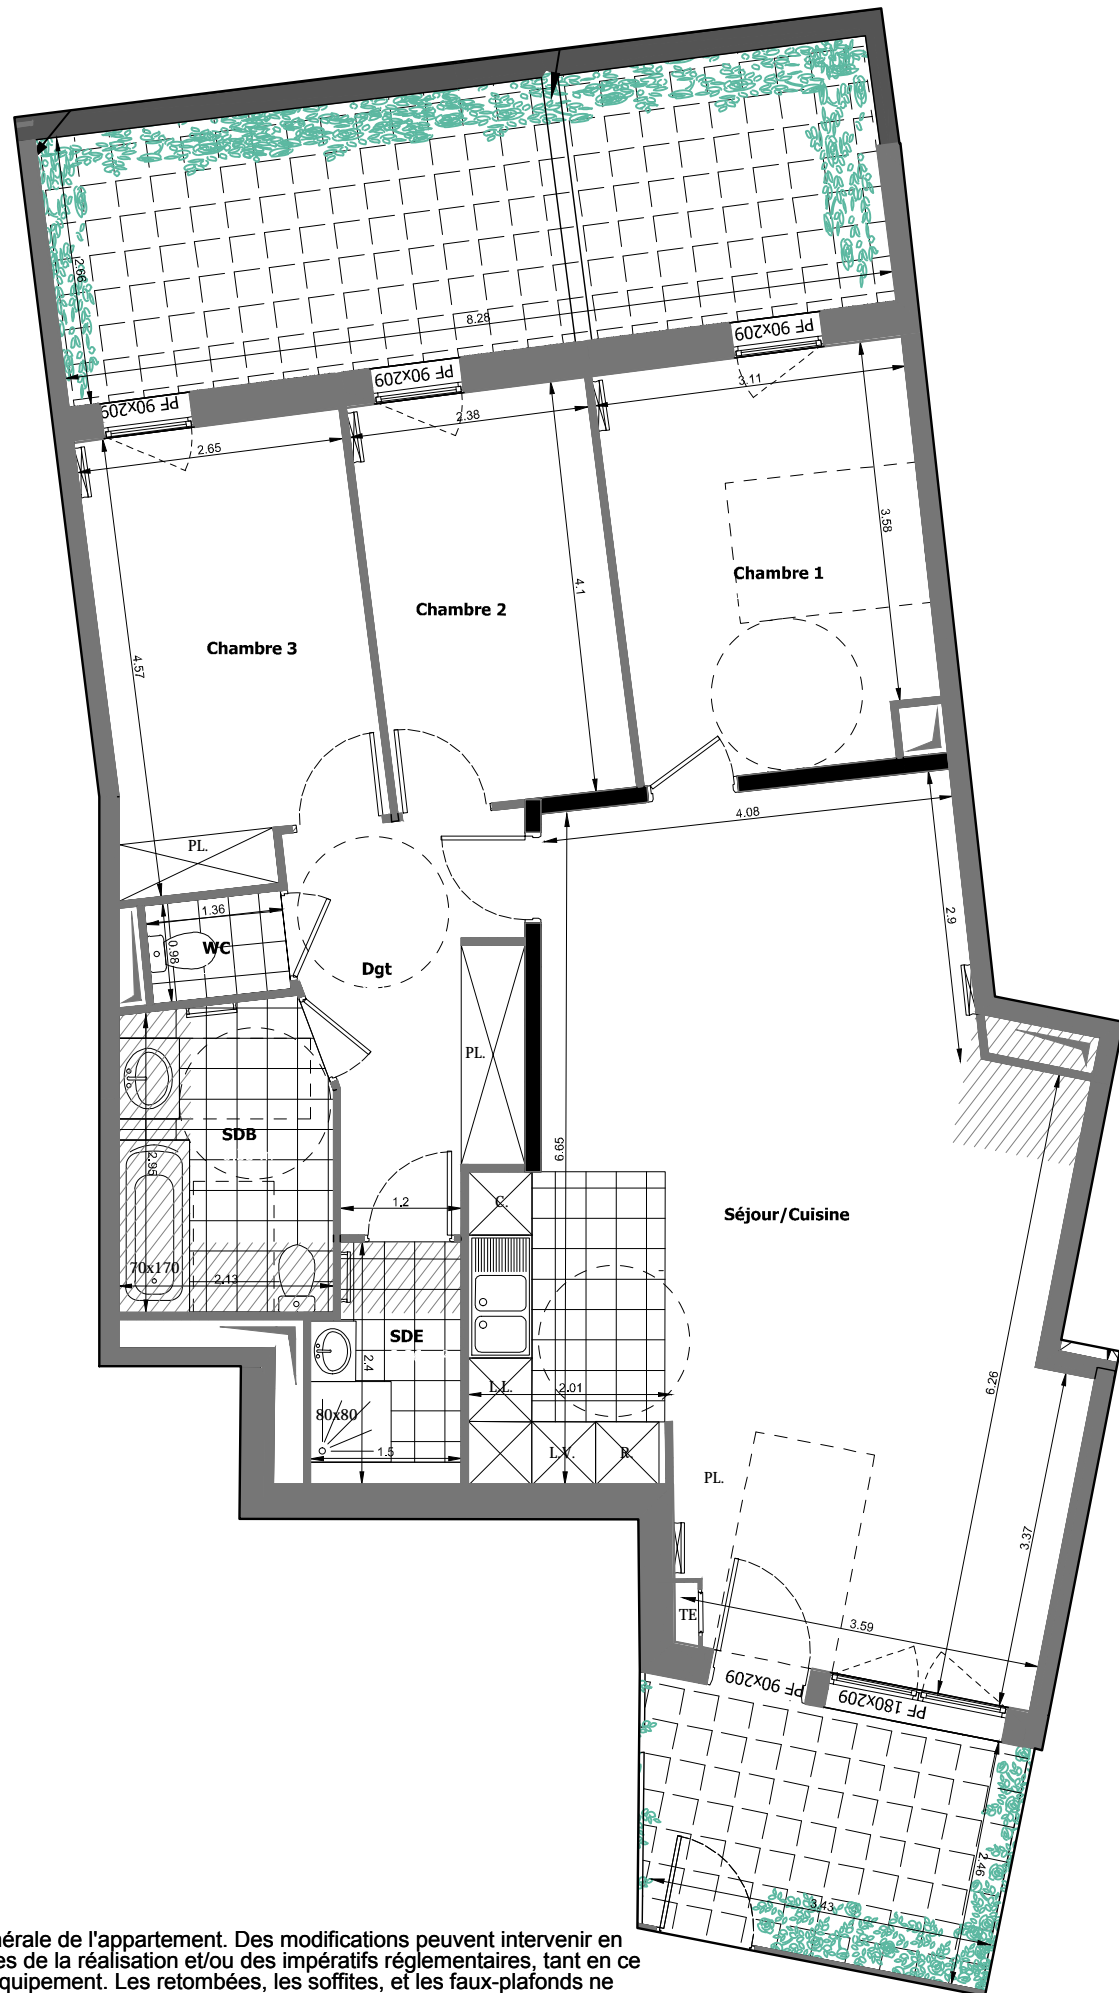 2.66
8.28
PF 90x209
PF 90x209
PF 90x209
3.11
2.38
2.65
3.58
4.1
Chambre 1
Chambre 2
Chambre 3
4.57
4.08
PL.
2.9
1.36
WC
0.98
Dgt
PL.
SDB
2.95
6.65
C.
1.2
Séjour/Cuisine
70x170
2.13
SDE
2.4
L.L.
2.01
6.26
80x80
1.5
L.V.
R.
PL.
3.37
TE
3.59
PF 90x209
PF 180x209
2.46
3.43
nérale de l'appartement. Des modifications peuvent intervenir en
es de la réalisation et/ou des impératifs réglementaires, tant en ce
quipement. Les retombées, les soffites, et les faux-plafonds ne